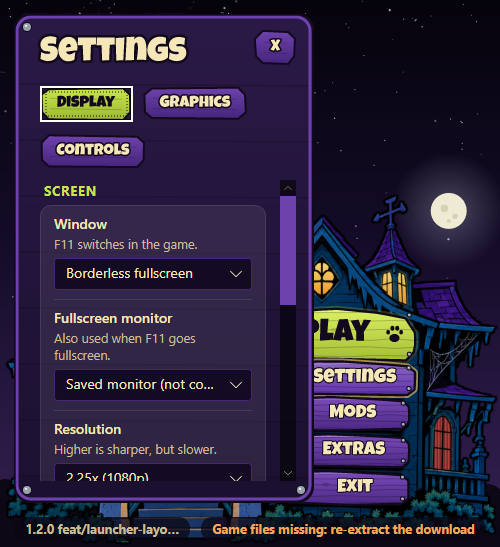 SETTINGS
X
DISPLAY
GRAPHICS
CONTROLS
SCREEN
Window
F11 switches in the game.
Borderless fullscreen
Fullscreen monitor
Also used when F11 goes
fullscreen.
Saved monitor (not co...
Resolution
Higher is sharper, but slower.
2.25x (1080p)
PLAY
SETTINGS
MODS
EXTRAS
EXIT
1.2.0 feat/launcher-layo...
Game files missing: re-extract the download